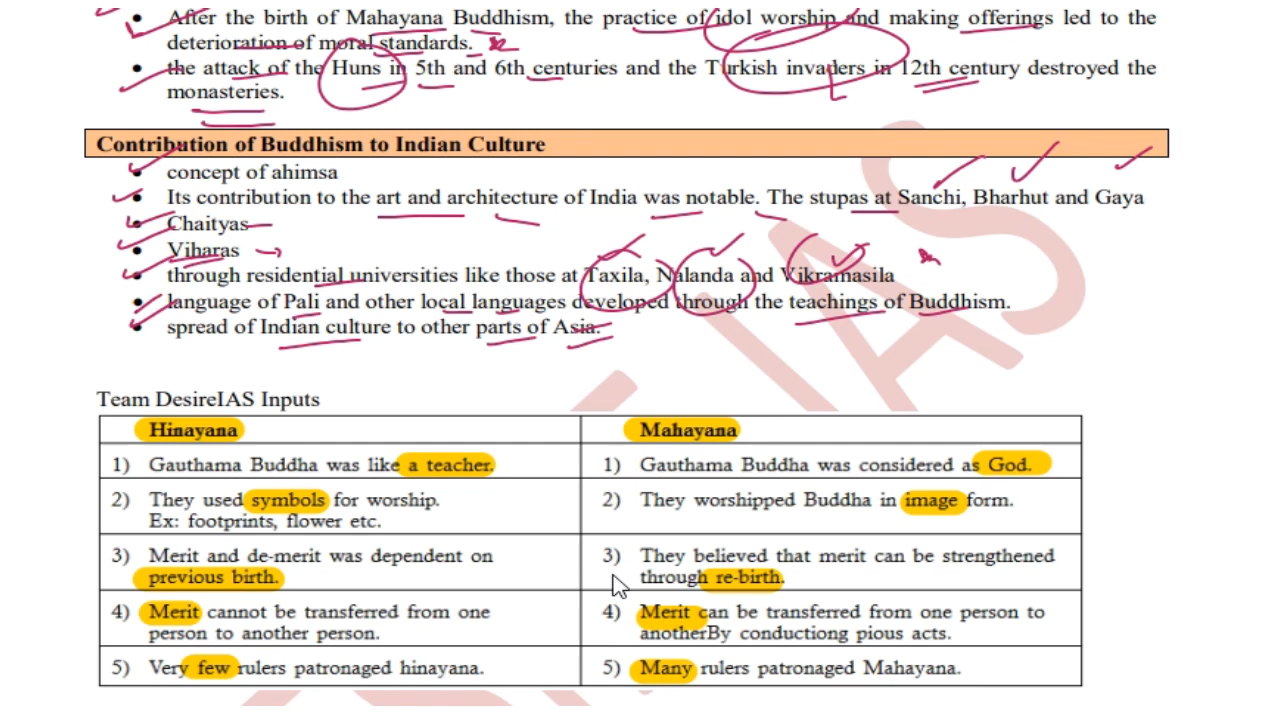 • After the birth of Mahayana Buddhism, the practice of idol worship and making offerings led to the
deterioration of moral standards.
• the attack of the Huns in 5th and 6th centuries and the Turkish invaders in 12th century destroyed the
monasteries.
Contribution of Buddhism to Indian Culture
• concept of ahimsa
• Its contribution to the art and architecture of India was notable. The stupas at Sanchi, Bharhut and Gaya
• Chaityas
• Viharas
• through residential universities like those at Taxila, Nalanda and Vikramasila
• language of Pali and other local languages developed through the teachings of Buddhism.
• spread of Indian culture to other parts of Asia.
Team DesireIAS Inputs
Hinayana
Mahayana
1) Gauthama Buddha was like a teacher.
1) Gauthama Buddha was considered as God.
2) They used symbols for worship.
Ex: footprints, flower etc.
2) They worshipped Buddha in image form.
3) Merit and de-merit was dependent on
previous birth.
3) They believed that merit can be strengthened
through re-birth.
4) Merit cannot be transferred from one
person to another person.
4) Merit can be transferred from one person to
anotherBy conductiong pious acts.
5) Very few rulers patronaged hinayana.
5) Many rulers patronaged Mahayana.
IAS